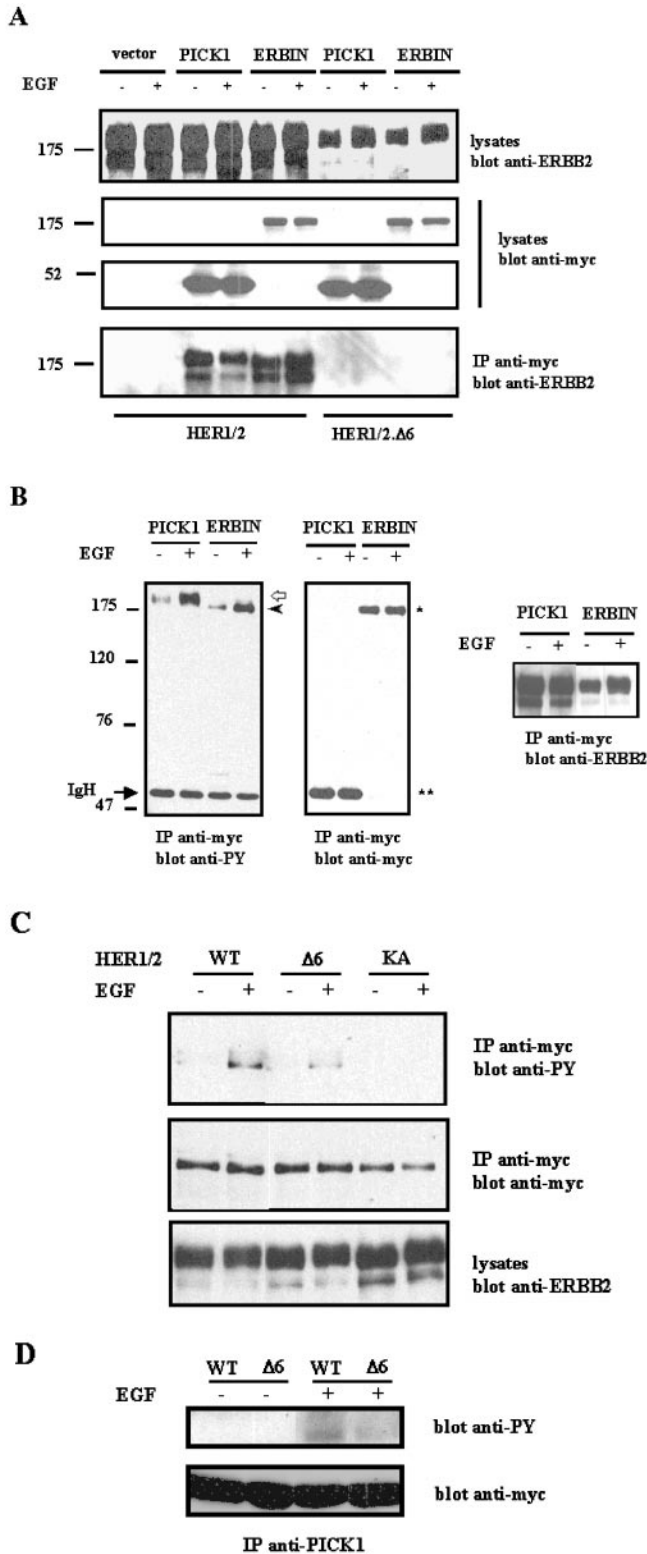 A
vector PICK1 ERBIN PICK1 ERBIN
EGF - + - + - + - + - +
175
lysates
blot anti-ERBB2
175
52
lysates
blot anti-myc
175
IP anti-myc
blot anti-ERBB2
HER1/2 HER1/2.Δ6
B
PICK1 ERBIN
EGF - + - +
175
120
76
IgH
47
IP anti-myc
blot anti-PY
PICK1 ERBIN
- + - +
*
**
IP anti-myc
blot anti-myc
PICK1 ERBIN
EGF - + - +
IP anti-myc
blot anti-ERBB2
C
HER1/2 WT Δ6 KA
EGF - + - + - +
IP anti-myc
blot anti-PY
IP anti-myc
blot anti-myc
lysates
blot anti-ERBB2
D
WT Δ6 WT Δ6
EGF - - + +
blot anti-PY
blot anti-myc
IP anti-PICK1